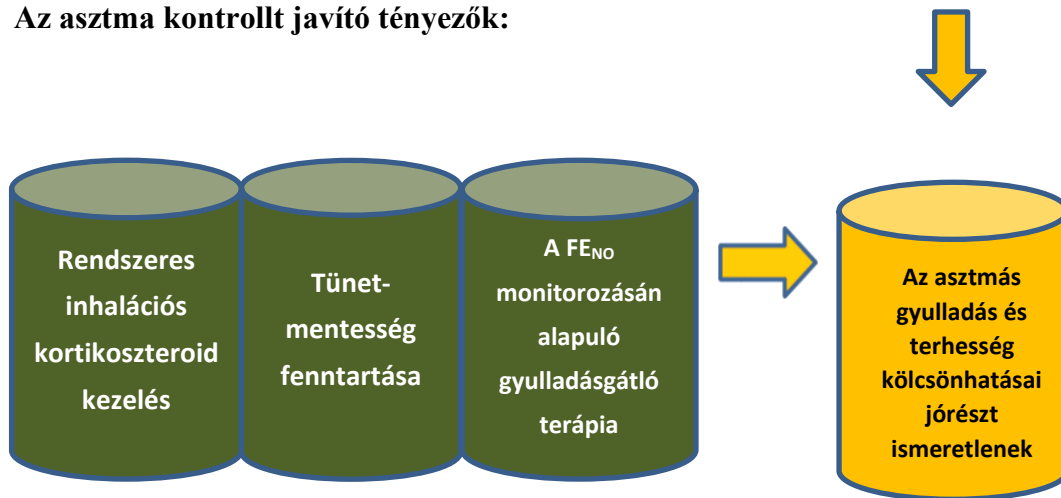 Az asztma kontrollt javító tényezők:
Rendszeres
inhalációs
kortikoszteroid
kezelés
Tünet-
mentesség
fenntartása
A FENO
monitorozásán
alapuló
gyulladásgátló
terápia
Az asztmás
gyulladás és
terhesség
kölcsönhatásai
jórészt
ismeretlenek